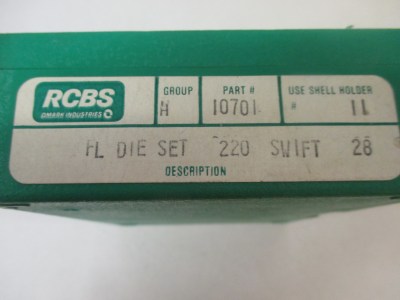 RCBS
OMARK INDUSTRIES
GROUP PART # USE SHELL HOLDER
H 10701 # 11
FL DIE SET 220 SWIFT 28
DESCRIPTION